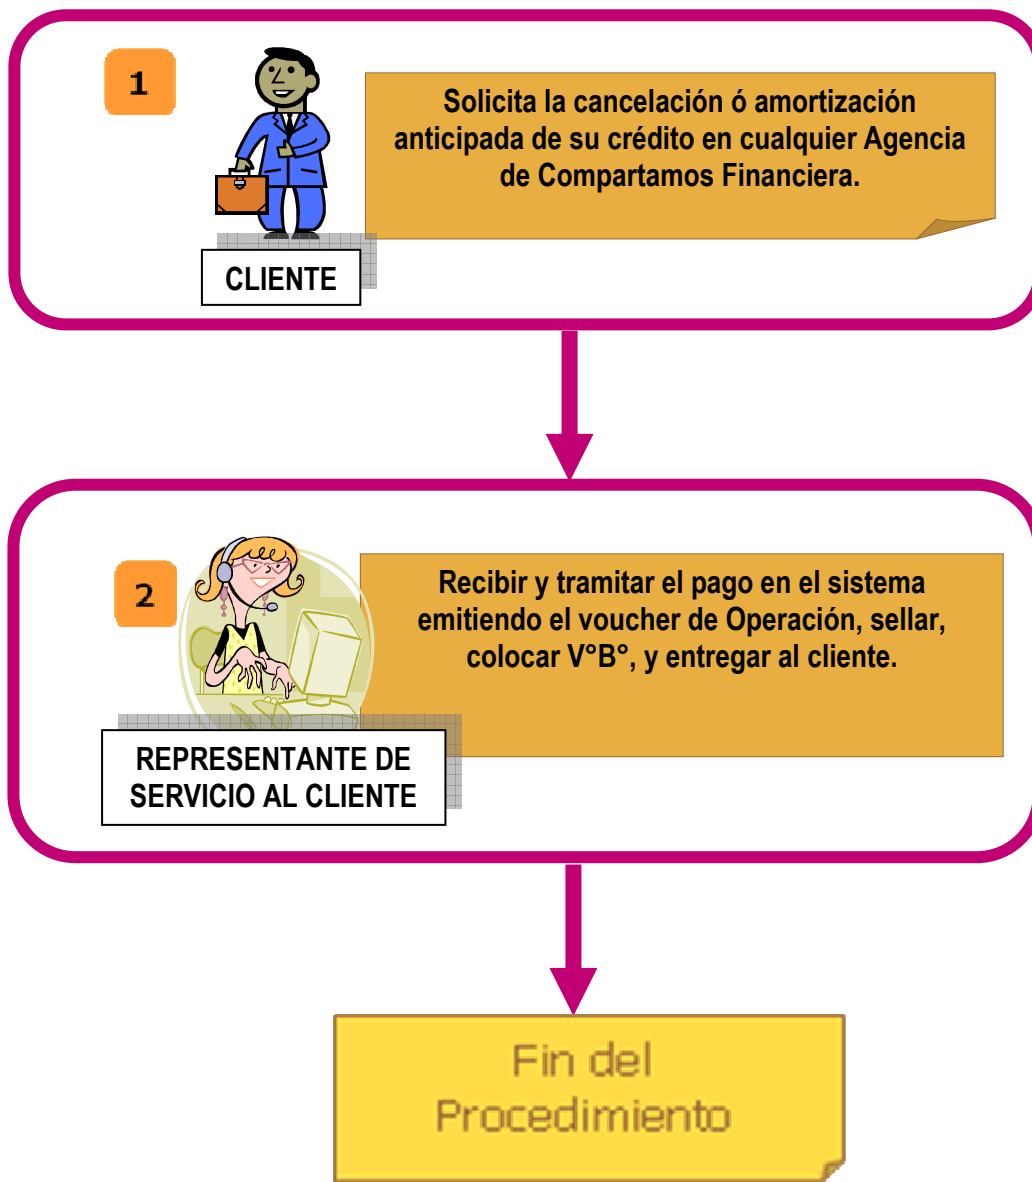 1
Solicita la cancelación ó amortización
anticipada de su crédito en cualquier Agencia
de Compartamos Financiera.
CLIENTE
2
Recibir y tramitar el pago en el sistema
emitiendo el voucher de Operación, sellar,
colocar V°B°, y entregar al cliente.
REPRESENTANTE DE
SERVICIO AL CLIENTE
Fin del
Procedimiento